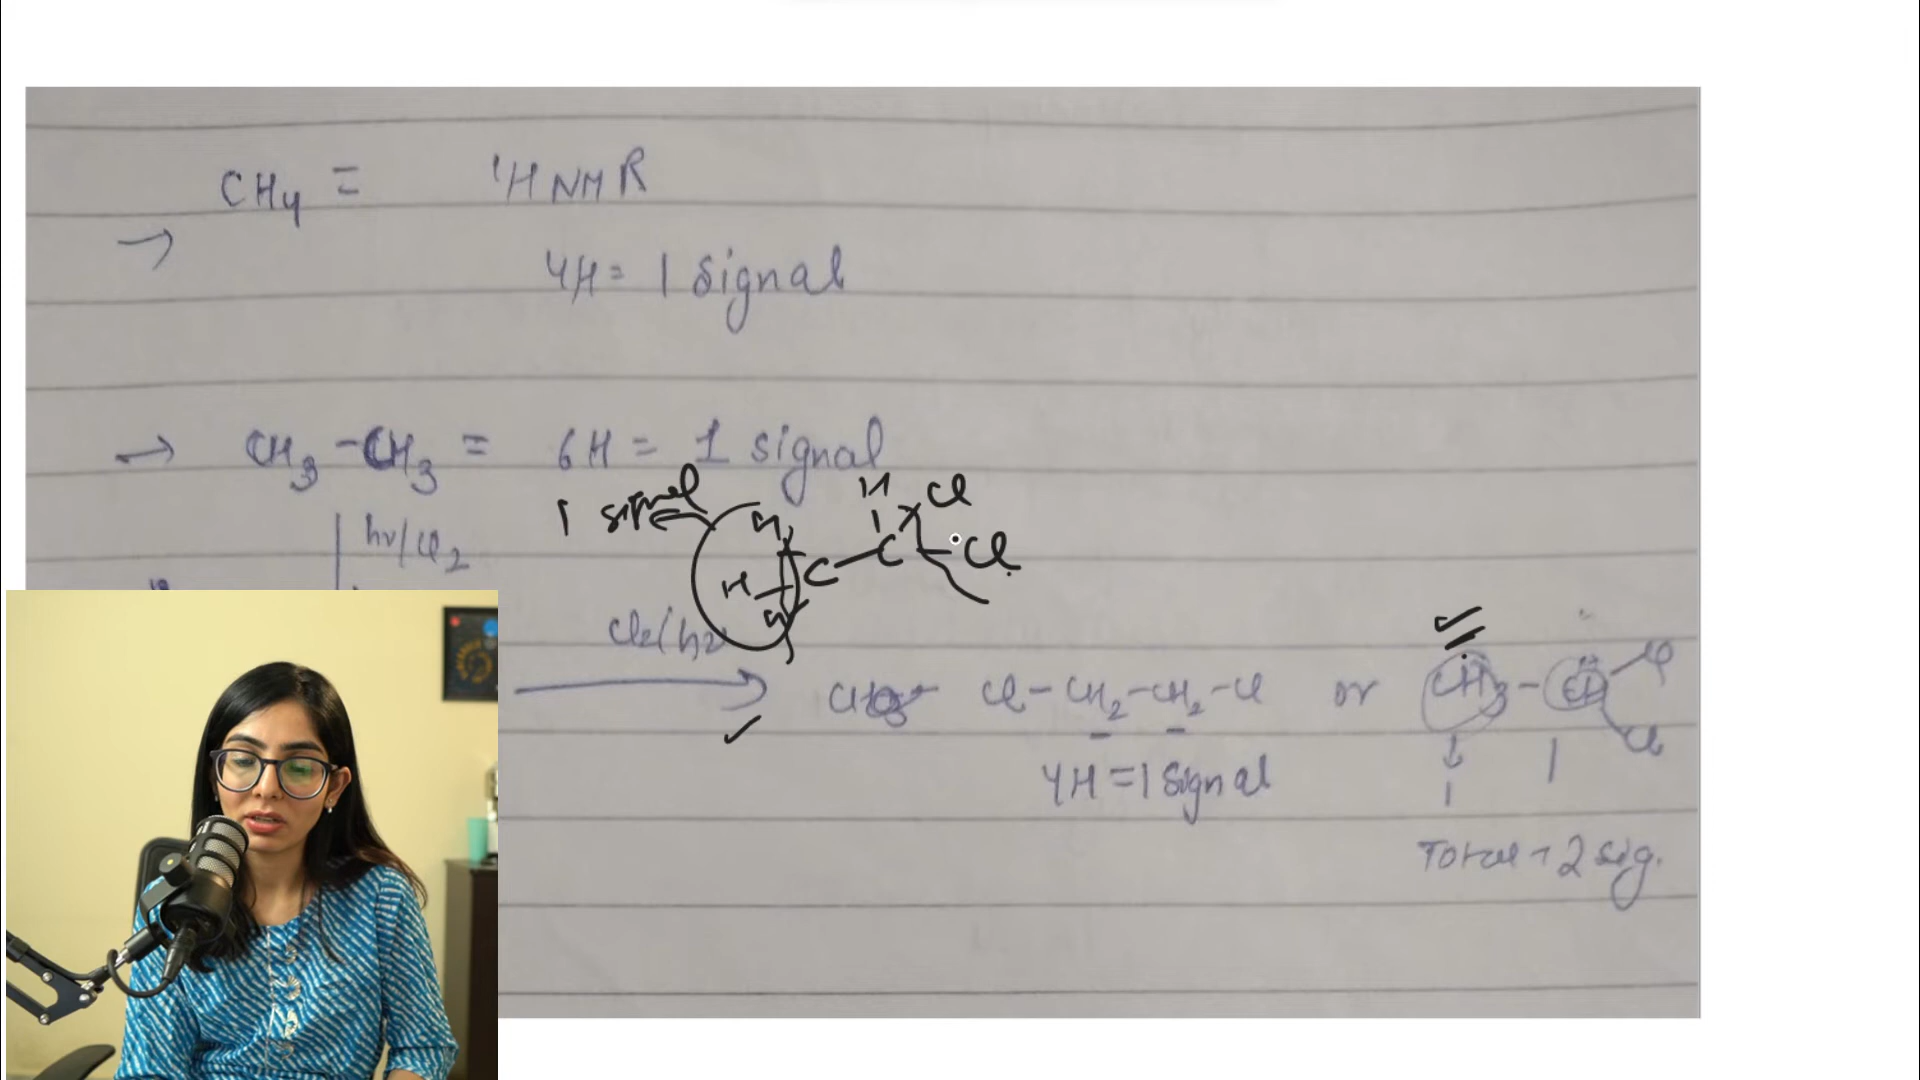 CH4 = ¹H NMR
→
4H = 1 Signal
→ CH3-CH3 = 6H = 1 signal
hν/Cl2
1 signal
H H Cl
H C-C-Cl
H
Cl2/hν
Cl-CH2-CH2-Cl or CH3-CH Cl
Cl
4H=1 Signal 1 1
Total → 2 sig.